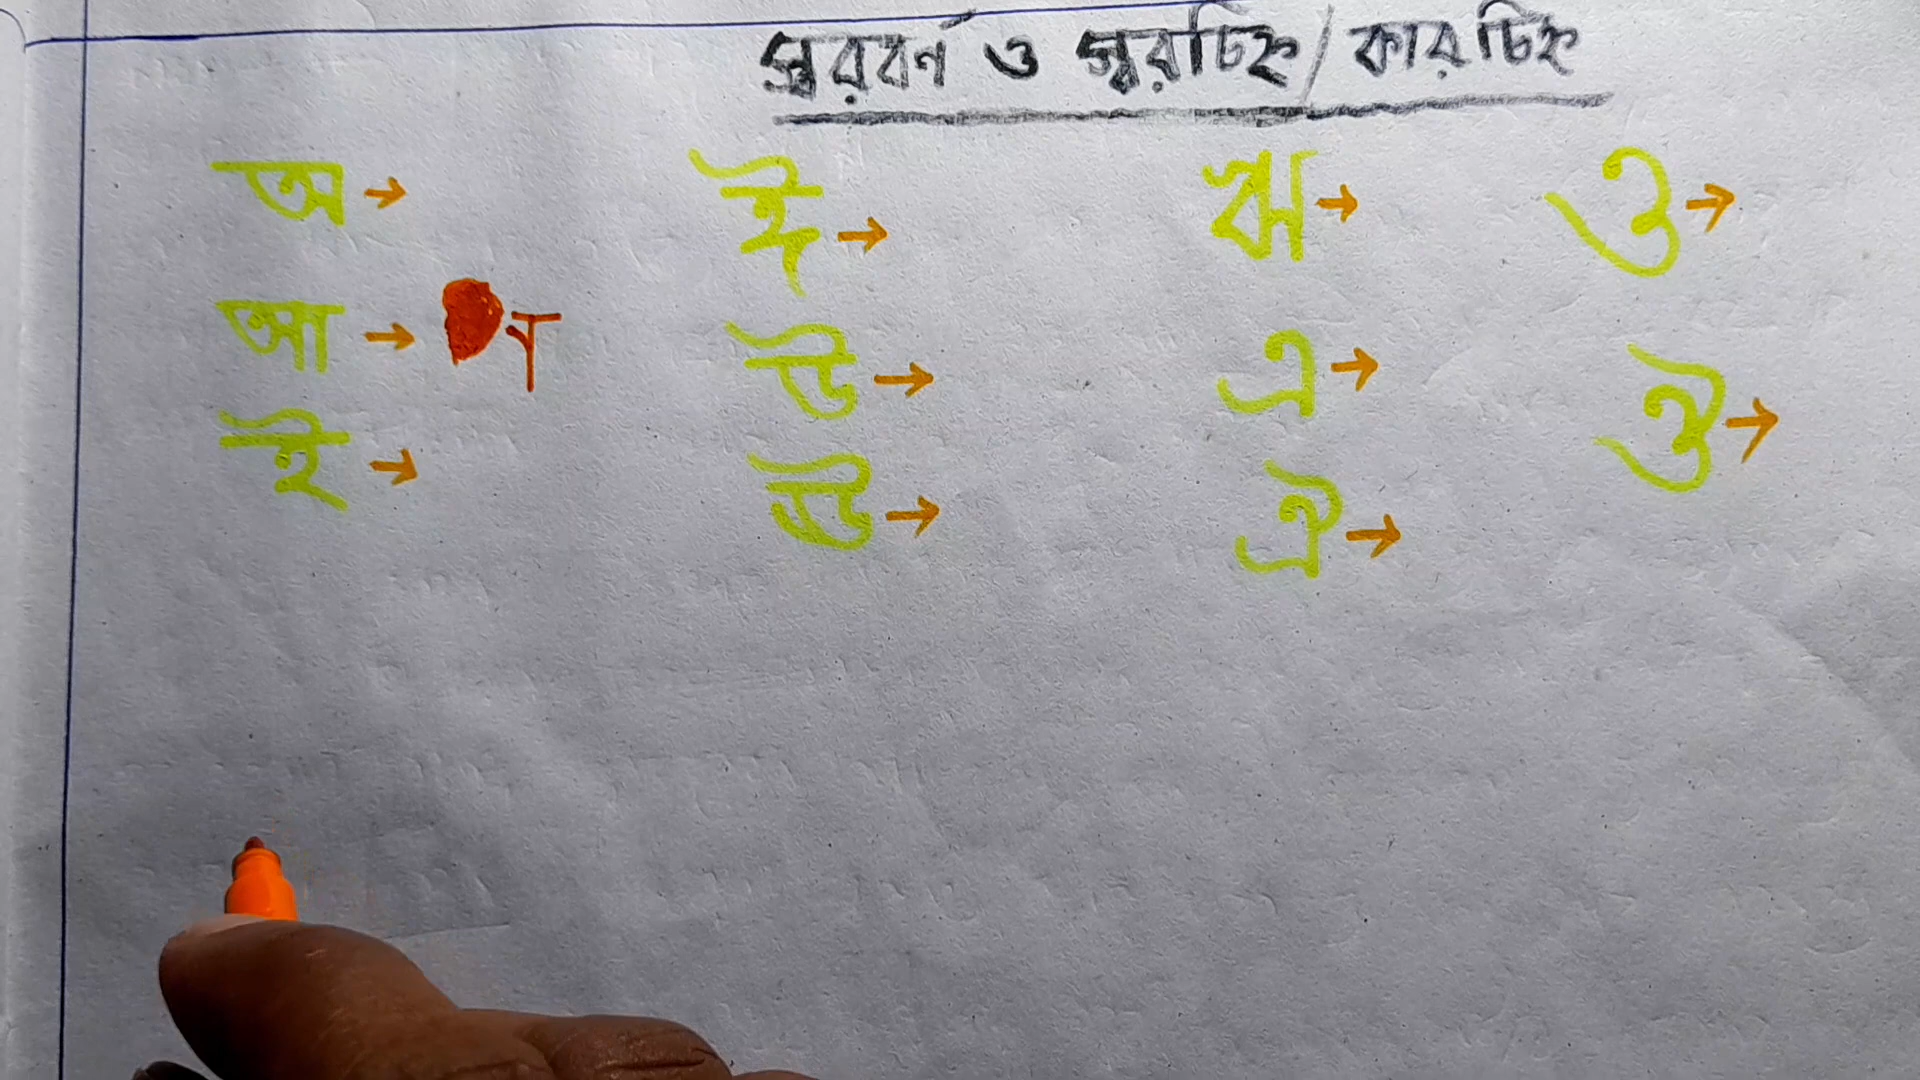 স্বরবর্ন ও স্বরচিহ্ন/কারচিহ্ন
অ→
আ→ া
ই→
ঈ→
উ→
ঊ→
ঋ→
এ→
ঐ→
ও→
ঔ→